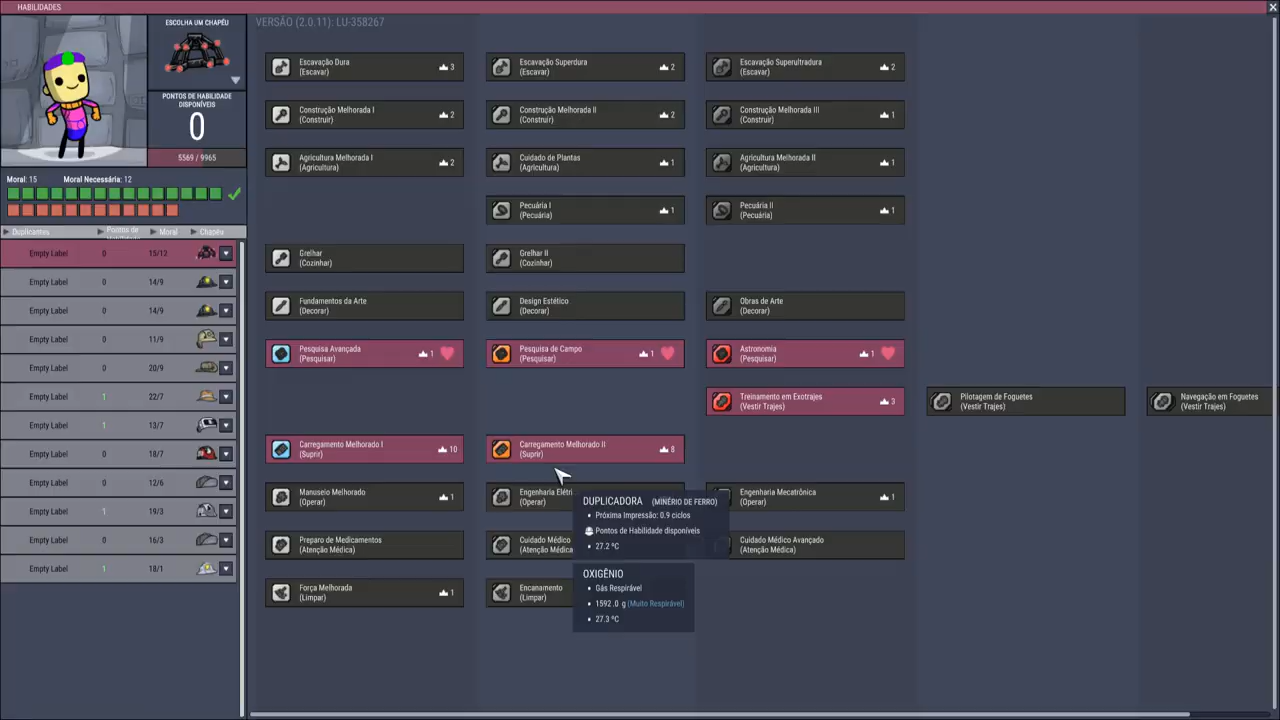 HABILIDADES
ESCOLHA UM CHAPÉU
PONTOS DE HABILIDADE
DISPONÍVEIS
0
5569 / 9965
Moral: 15
Moral Necessária: 12
Duplicantes
Pontos de
Moral
Chapéu
Empty Label 0 15/12
Empty Label 0 14/9
Empty Label 0 14/9
Empty Label 0 11/9
Empty Label 0 20/9
Empty Label 1 22/7
Empty Label 1 13/7
Empty Label 0 18/7
Empty Label 0 12/6
Empty Label 1 19/3
Empty Label 0 16/3
Empty Label 1 18/1
VERSÃO (2.0.11): LU-358267
Escavação Dura
(Escavar)
3
Escavação Superdura
(Escavar)
2
Escavação Superultradura
(Escavar)
2
Construção Melhorada I
(Construir)
2
Construção Melhorada II
(Construir)
2
Construção Melhorada III
(Construir)
1
Agricultura Melhorada I
(Agricultura)
2
Cuidado de Plantas
(Agricultura)
1
Agricultura Melhorada II
(Agricultura)
1
Pecuária I
(Pecuária)
1
Pecuária II
(Pecuária)
1
Grelhar
(Cozinhar)
Grelhar II
(Cozinhar)
Fundamentos da Arte
(Decorar)
Design Estético
(Decorar)
Obras de Arte
(Decorar)
Pesquisa Avançada
(Pesquisar)
1
Pesquisa de Campo
(Pesquisar)
1
Astronomia
(Pesquisar)
1
Treinamento em Exotrajes
(Vestir Trajes)
3
Pilotagem de Foguetes
(Vestir Trajes)
Navegação em Foguetes
(Vestir Trajes)
Carregamento Melhorado I
(Suprir)
10
Carregamento Melhorado II
(Suprir)
8
Manuseio Melhorado
(Operar)
1
Engenharia Elétri
(Operar)
Engenharia Mecatrônica
(Operar)
1
Preparo de Medicamentos
(Atenção Médica)
Cuidado Médico
(Atenção Médica
Cuidado Médico Avançado
(Atenção Médica)
Força Melhorada
(Limpar)
1
Encanamento
(Limpar)
DUPLICADORA (MINÉRIO DE FERRO)
• Próxima Impressão: 0.9 ciclos
Pontos de Habilidade disponíveis
• 27.2 ºC
OXIGÊNIO
• Gás Respirável
• 1592.0 g (Muito Respirável)
• 27.3 ºC